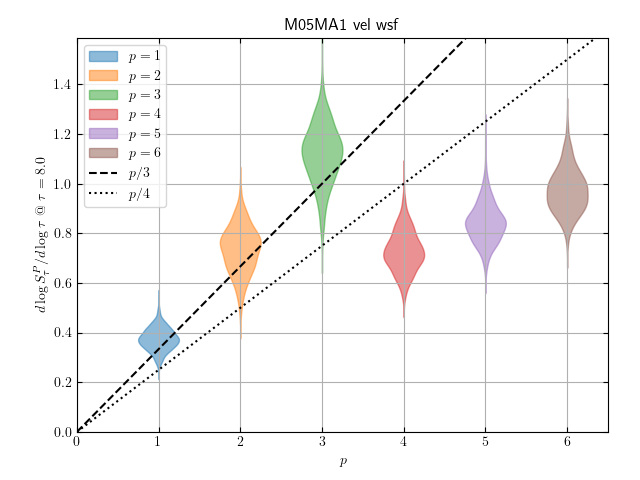 M05MA1 vel wsf
d log S_τ^P / d log τ @ τ = 8.0
1.4
1.2
1.0
0.8
0.6
0.4
0.2
0.0
p = 1
p = 2
p = 3
p = 4
p = 5
p = 6
p/3
p/4
0 1 2 3 4 5 6
p